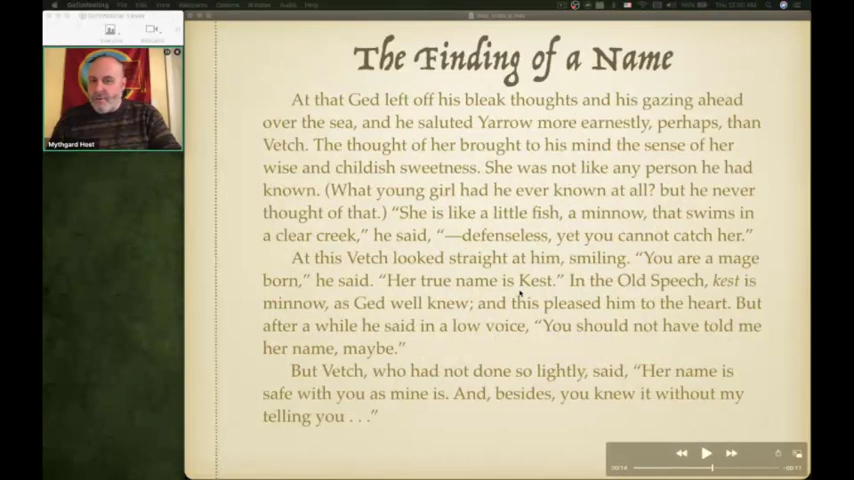 The Finding of a Name
At that Ged left off his bleak thoughts and his gazing ahead
over the sea, and he saluted Yarrow more earnestly, perhaps, than
Vetch. The thought of her brought to his mind the sense of her
wise and childish sweetness. She was not like any person he had
known. (What young girl had he ever known at all? but he never
thought of that.) “She is like a little fish, a minnow, that swims in
a clear creek,” he said, “—defenseless, yet you cannot catch her.”
At this Vetch looked straight at him, smiling. “You are a mage
born,” he said. “Her true name is Kest.” In the Old Speech, kest is
minnow, as Ged well knew; and this pleased him to the heart. But
after a while he said in a low voice, “You should not have told me
her name, maybe.”
But Vetch, who had not done so lightly, said, “Her name is
safe with you as mine is. And, besides, you knew it without my
telling you . . .”
Mythgard Host